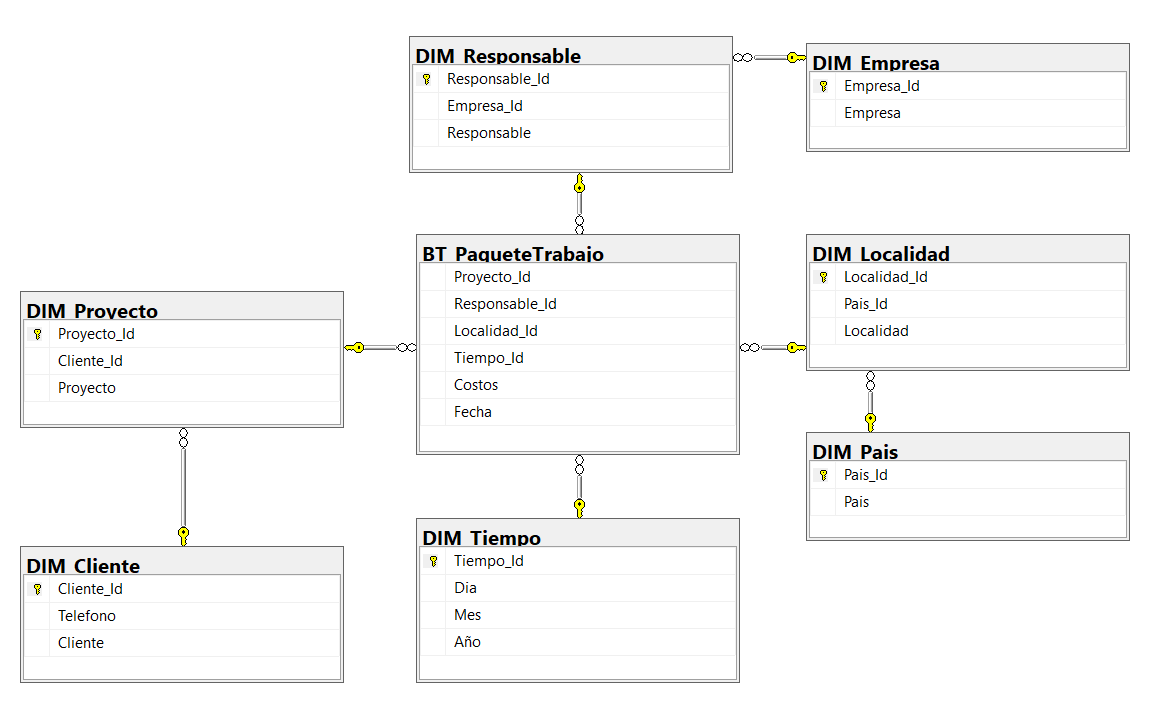 DIM_Responsable
Responsable_Id
Empresa_Id
Responsable
DIM_Empresa
Empresa_Id
Empresa
BT_PaqueteTrabajo
Proyecto_Id
Responsable_Id
Localidad_Id
Tiempo_Id
Costos
Fecha
DIM_Localidad
Localidad_Id
Pais_Id
Localidad
DIM_Proyecto
Proyecto_Id
Cliente_Id
Proyecto
DIM_Pais
Pais_Id
Pais
DIM_Tiempo
Tiempo_Id
Dia
Mes
Año
DIM_Cliente
Cliente_Id
Telefono
Cliente